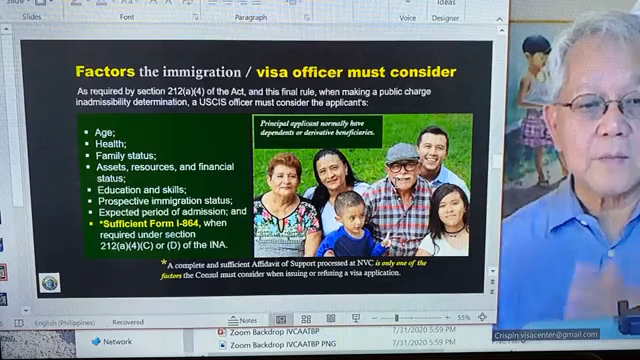 Slides
Font
Paragraph
Voice
Ideas
Designer
Factors the immigration / visa officer must consider
As required by section 212(a)(4) of the Act, and this final rule, when making a public charge
inadmissibility determination, a USCIS officer must consider the applicant's:
Principal applicant normally have
dependents or derivative beneficiaries.
Age;
Health;
Family status;
Assets, resources, and financial
status;
Education and skills;
Prospective immigration status;
Expected period of admission; and
*Sufficient Form I-864, when
required under section
212(a)(4)(C) or (D) of the INA.
* A complete and sufficient Affidavit of Support processed at NVC is only one of the
factors the Consul must consider when issuing or refusing a visa application.
English (Philippines)
Recovered
Notes
55%
Crispin visacenter@gmail.com
Network
Zoom Backdrop IVCAATBP
7/31/2020 5:59 PM
Zoom Backdrop IVCAATBP PNG
7/31/2020 5:59 PM